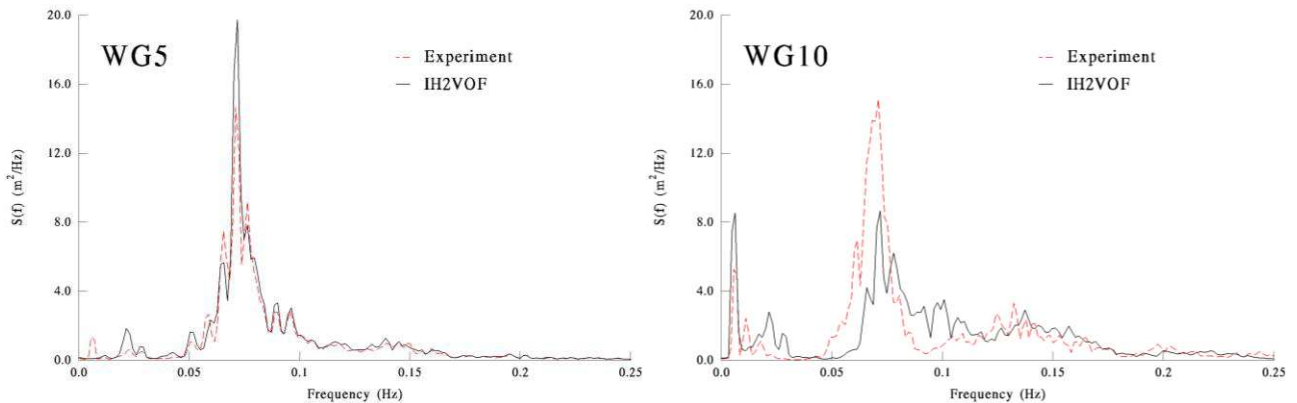 WG5
Experiment
IH2VOF
20.0
16.0
12.0
8.0
4.0
0.0
S(f) (m²/Hz)
0.0 0.05 0.1 0.15 0.2 0.25
Frequency (Hz)
WG10
Experiment
IH2VOF
20.0
16.0
12.0
8.0
4.0
0.0
S(f) (m²/Hz)
0.0 0.05 0.1 0.15 0.2 0.25
Frequency (Hz)